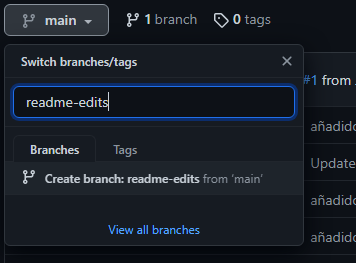 main 1 branch 0 tags
Switch branches/tags
#1 from
readme-edits
añadido
Branches Tags
Update
Create branch: readme-edits from 'main'
añadido
View all branches
añadido